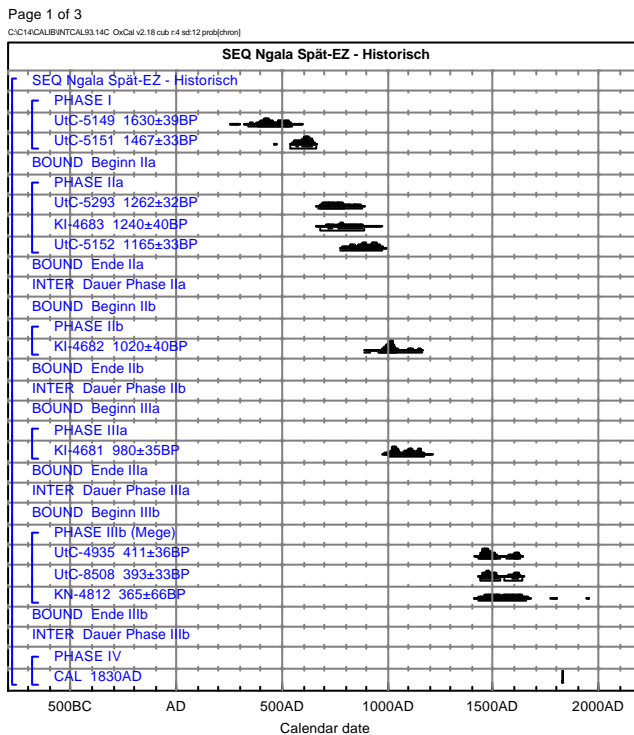 Page 1 of 3
C:\C14\CALIB\INTCAL93.14C OxCal v2.18 cub r:4 sd:12 prob[chron]
SEQ Ngala Spät-EZ - Historisch
SEQ Ngala Spät-EZ - Historisch
PHASE I
UtC-5149 1630±39BP
UtC-5151 1467±33BP
BOUND Beginn IIa
PHASE IIa
UtC-5293 1262±32BP
KI-4683 1240±40BP
UtC-5152 1165±33BP
BOUND Ende IIa
INTER Dauer Phase IIa
BOUND Beginn IIb
PHASE IIb
KI-4682 1020±40BP
BOUND Ende IIb
INTER Dauer Phase IIb
BOUND Beginn IIIa
PHASE IIIa
KI-4681 980±35BP
BOUND Ende IIIa
INTER Dauer Phase IIIa
BOUND Beginn IIIb
PHASE IIIb (Mege)
UtC-4935 411±36BP
UtC-8508 393±33BP
KN-4812 365±66BP
BOUND Ende IIIb
INTER Dauer Phase IIIb
PHASE IV
CAL 1830AD
500BC AD 500AD 1000AD 1500AD 2000AD
Calendar date